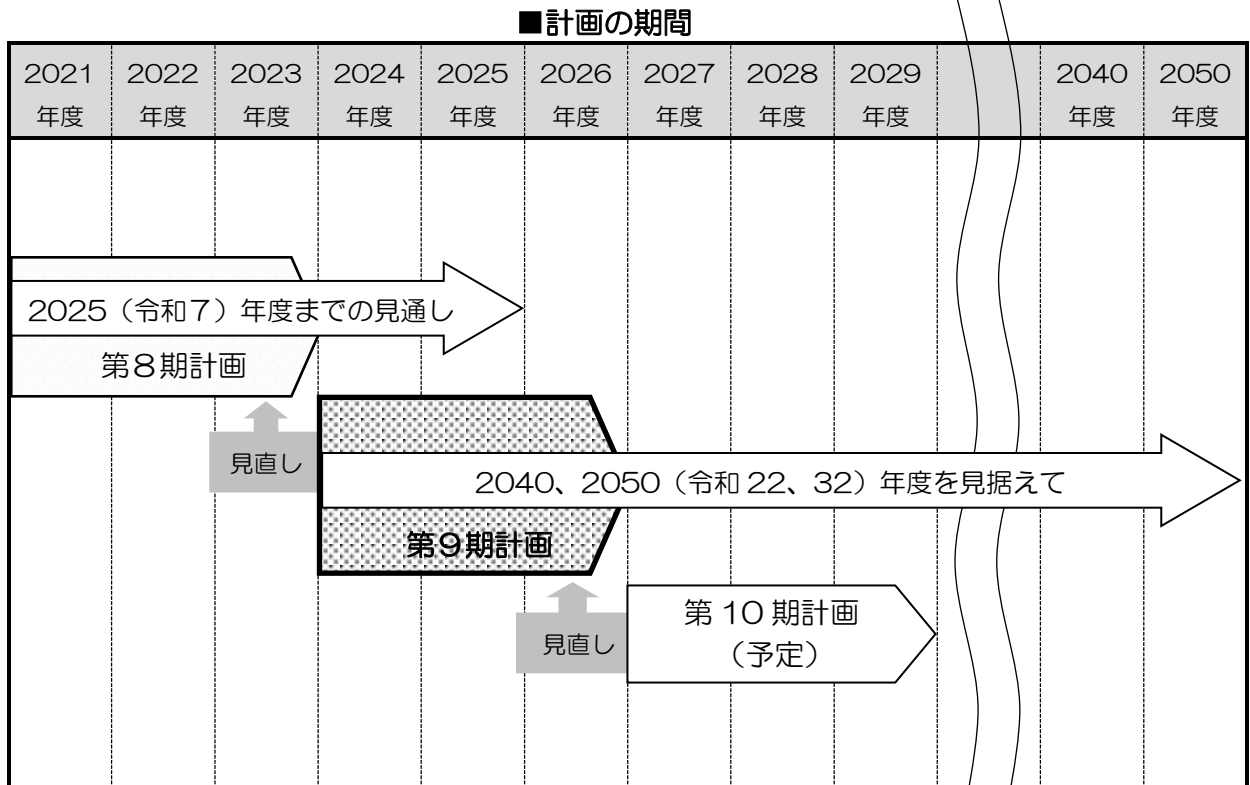 ■計画の期間
2021 2022 2023 2024 2025 2026 2027 2028 2029 2040 2050
年度 年度 年度 年度 年度 年度 年度 年度 年度 年度 年度
2025（令和７）年度までの見通し
第８期計画
見直し
2040、2050（令和 22、32）年度を見据えて
第９期計画
見直し
第 10 期計画
（予定）